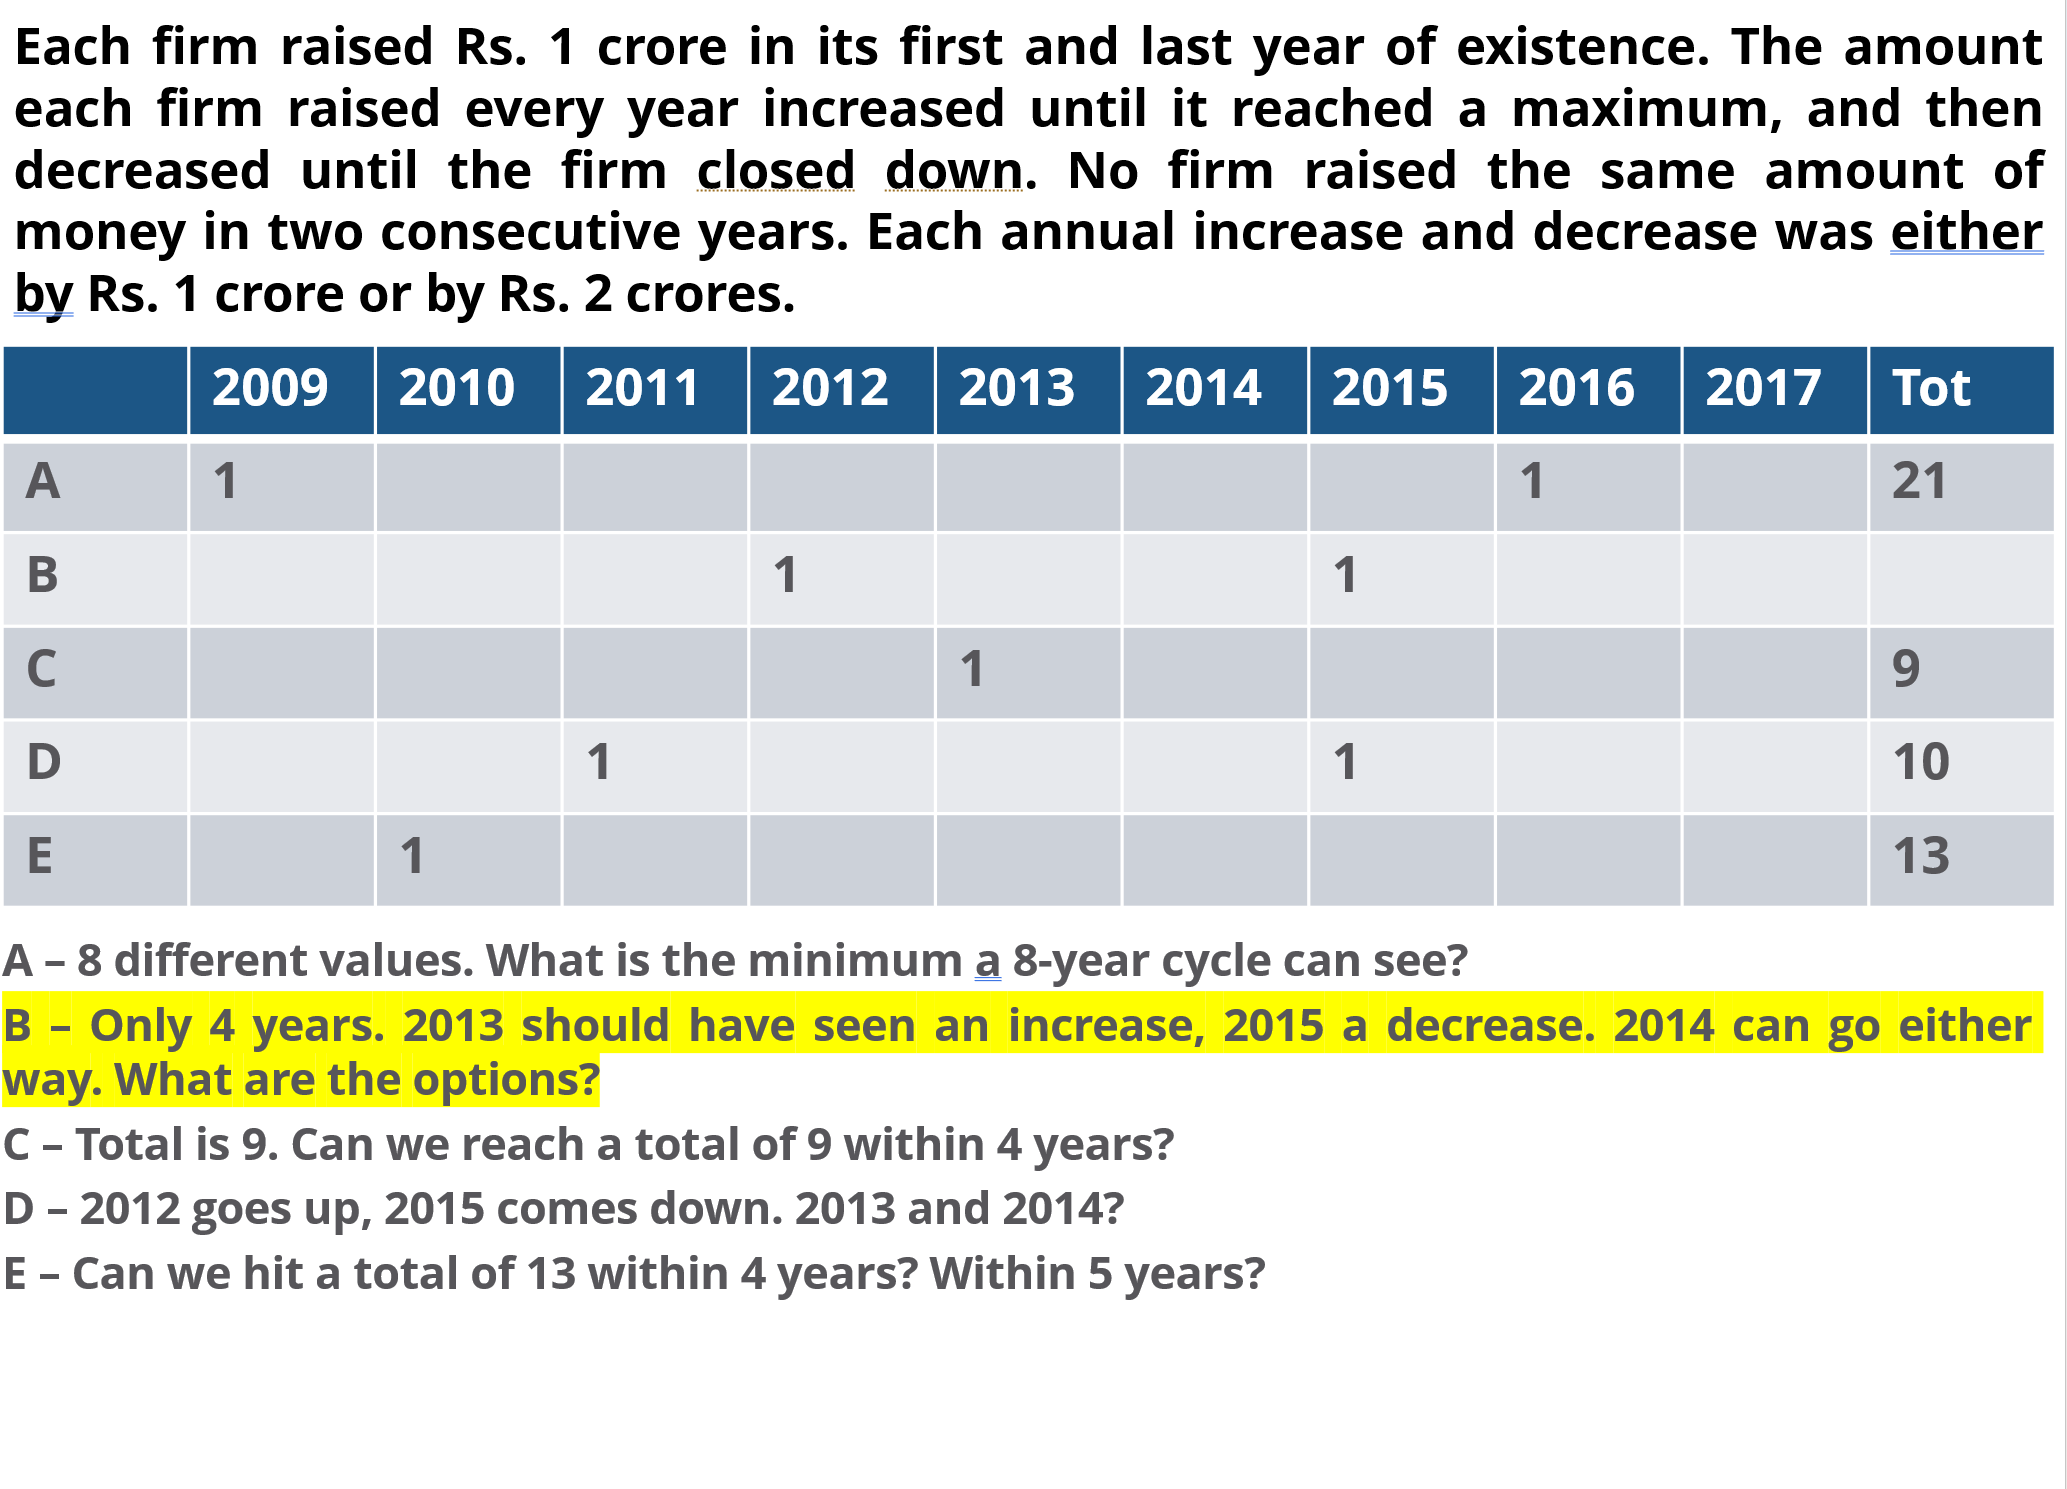 Each firm raised Rs. 1 crore in its first and last year of existence. The amount
each firm raised every year increased until it reached a maximum, and then
decreased until the firm closed down. No firm raised the same amount of
money in two consecutive years. Each annual increase and decrease was either
by Rs. 1 crore or by Rs. 2 crores.
2009 2010 2011 2012 2013 2014 2015 2016 2017 Tot
A 1 1 21
B 1 1
C 1 9
D 1 1 10
E 1 13
A – 8 different values. What is the minimum a 8-year cycle can see?
B – Only 4 years. 2013 should have seen an increase, 2015 a decrease. 2014 can go either
way. What are the options?
C – Total is 9. Can we reach a total of 9 within 4 years?
D – 2012 goes up, 2015 comes down. 2013 and 2014?
E – Can we hit a total of 13 within 4 years? Within 5 years?